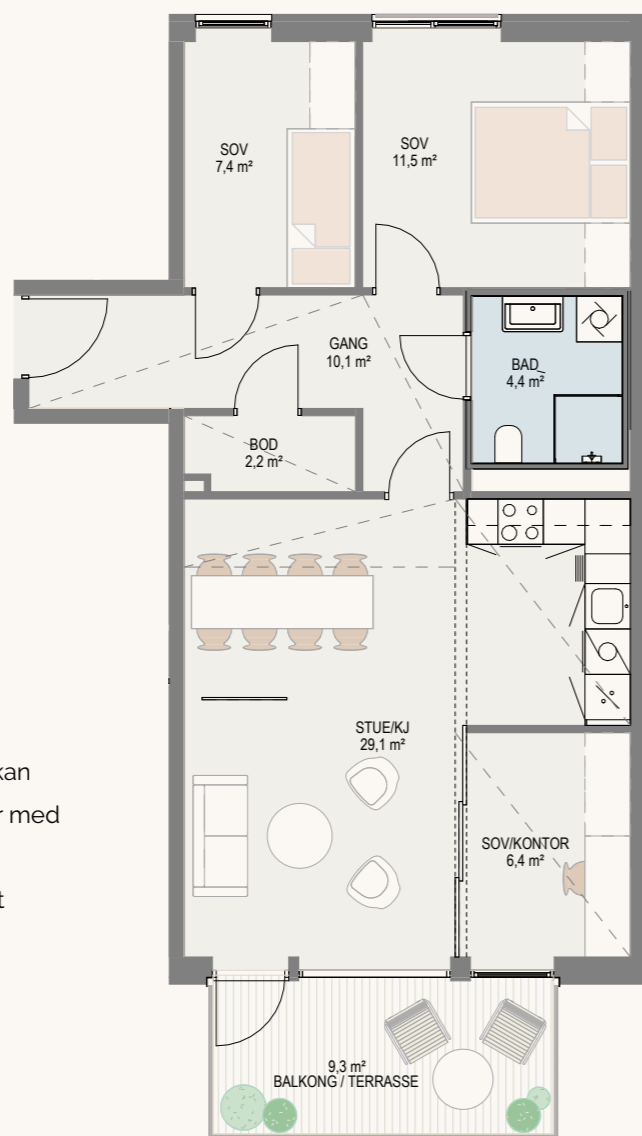 SOV
7,4 m²
SOV
11,5 m²
GANG
10,1 m²
BAD
4,4 m²
BOD
2,2 m²
STUE/KJ
29,1 m²
kan
r med
t
SOV/KONTOR
6,4 m²
9,3 m²
BALKONG / TERRASSE